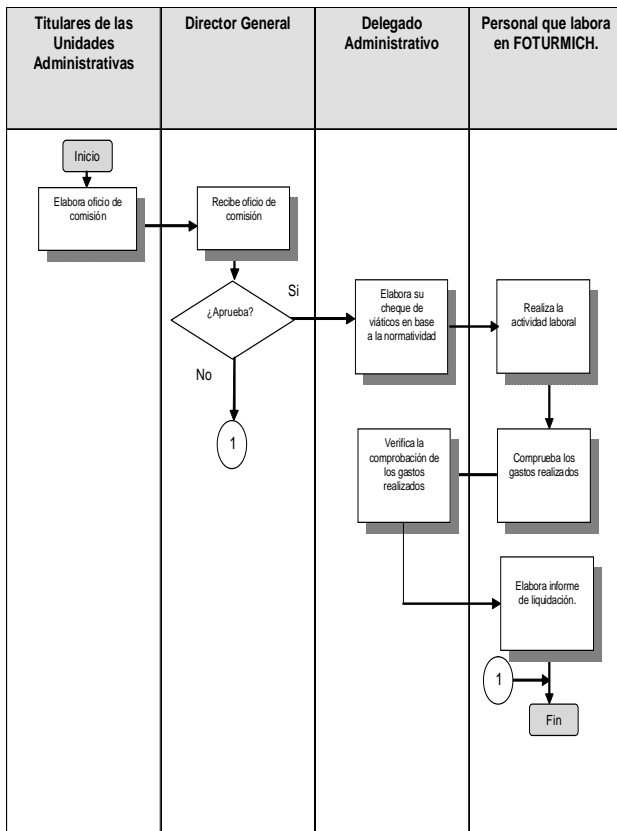 Titulares de las
Unidades
Administrativas
Director General
Delegado
Administrativo
Personal que labora
en FOTURMICH.
Inicio
Elabora oficio de
comisión
Recibe oficio de
comisión
¿Aprueba?
Si
No
1
Elabora su
cheque de
viáticos en base
a la normatividad
Realiza la
actividad laboral
Comprueba los
gastos realizados
Verifica la
comprobación de
los gastos
realizados
Elabora informe
de liquidación.
1
Fin